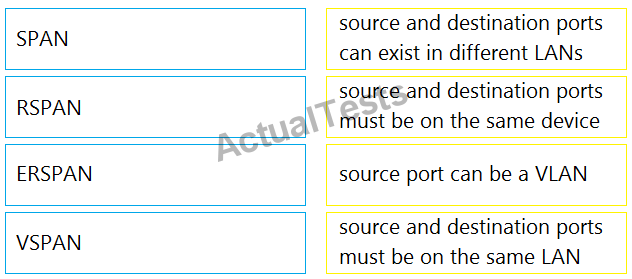 SPAN
source and destination ports
can exist in different LANs
RSPAN
source and destination ports
must be on the same device
ERSPAN
source port can be a VLAN
VSPAN
source and destination ports
must be on the same LAN
ActualTests